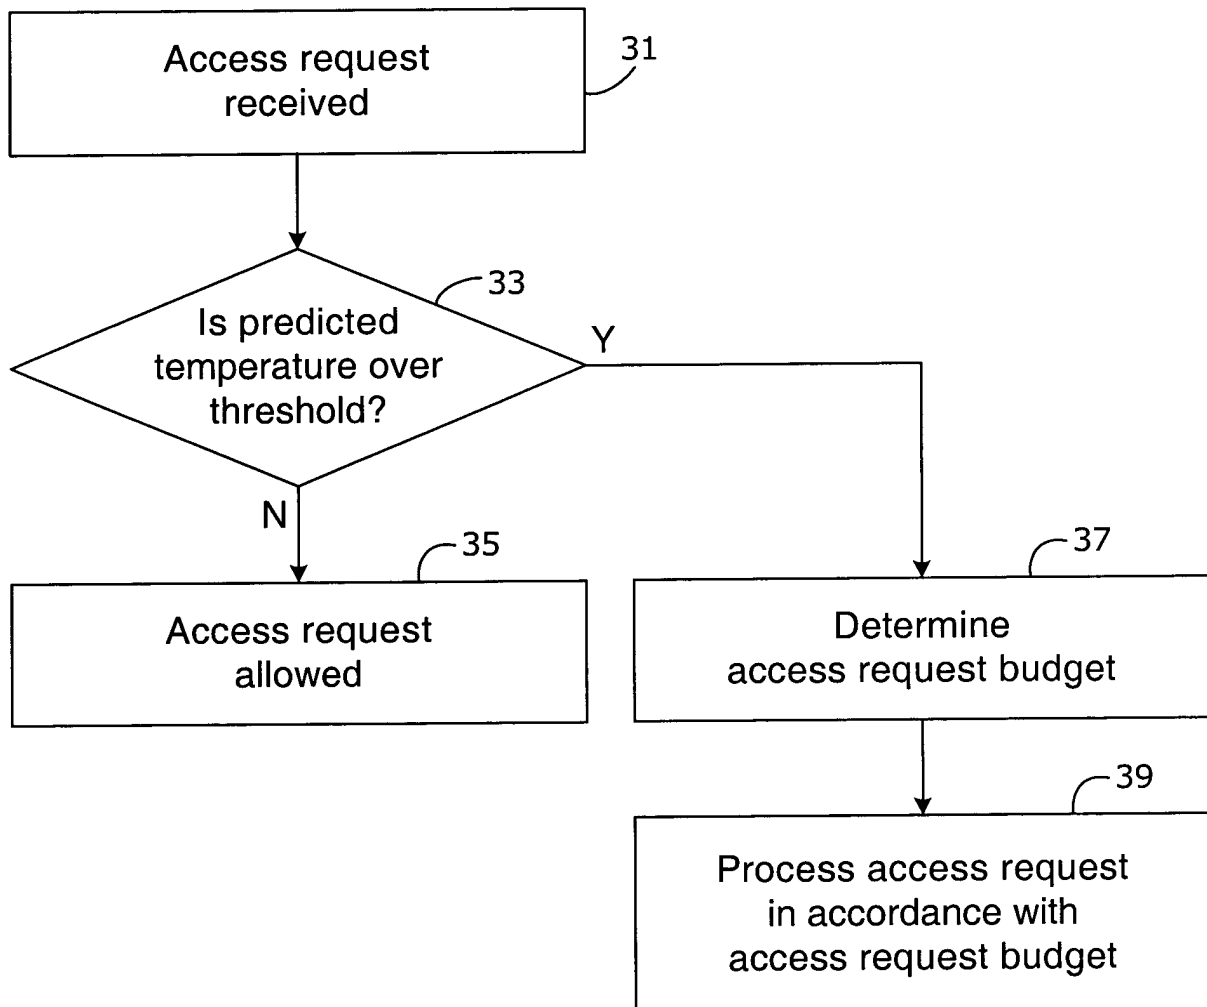 Access request
received
31
33
Is predicted
temperature over
threshold?
Y
N
35
Access request
allowed
37
Determine
access request budget
39
Process access request
in accordance with
access request budget